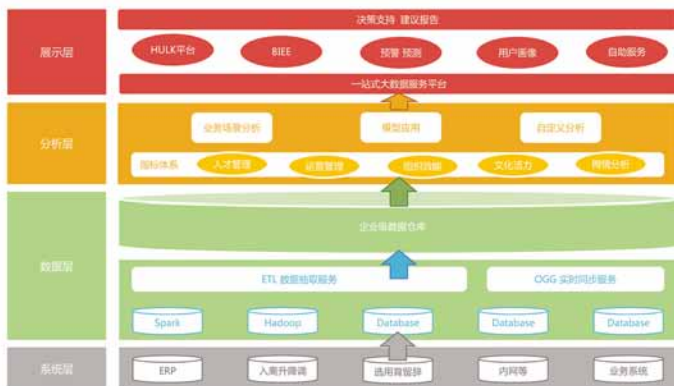 决策支持 建议报告
展示层
HULK平台
BIEE
预警 预测
用户画像
自助服务
一站式大数据服务平台
分析层
业务场景分析
模型应用
自定义分析
指标体系
人才管理
运营管理
组织效能
文化活力
舆情分析
数据层
企业级数据仓库
ETL 数据抽取服务
OGG 实时同步服务
Spark
Hadoop
Database
Database
Database
系统层
ERP
入离升降调
选用育留辞
内网等
业务系统